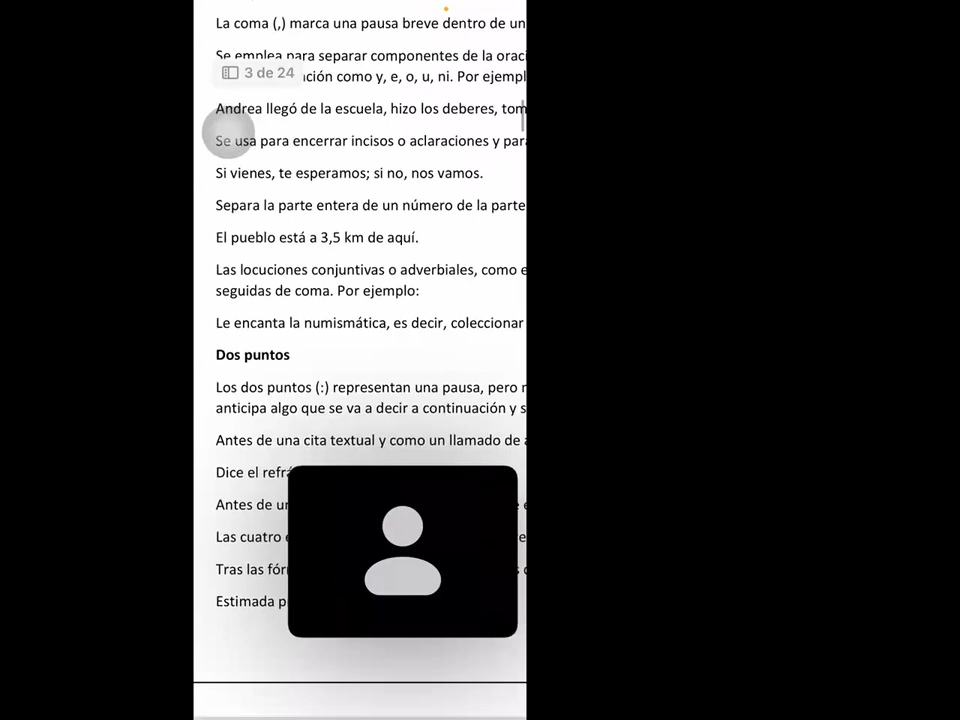 La coma (,) marca una pausa breve dentro de un
Se emplea para separar componentes de la oraci
3 de 24
ción como y, e, o, u, ni. Por ejempl
Andrea llegó de la escuela, hizo los deberes, tom
Se usa para encerrar incisos o aclaraciones y para
Si vienes, te esperamos; si no, nos vamos.
Separa la parte entera de un número de la parte
El pueblo está a 3,5 km de aquí.
Las locuciones conjuntivas o adverbiales, como e
seguidas de coma. Por ejemplo:
Le encanta la numismática, es decir, coleccionar
Dos puntos
Los dos puntos (:) representan una pausa, pero
anticipa algo que se va a decir a continuación y s
Antes de una cita textual y como un llamado de a
Dice el refrá
Antes de
Las cuatro e
Tras las fór
Estimada p